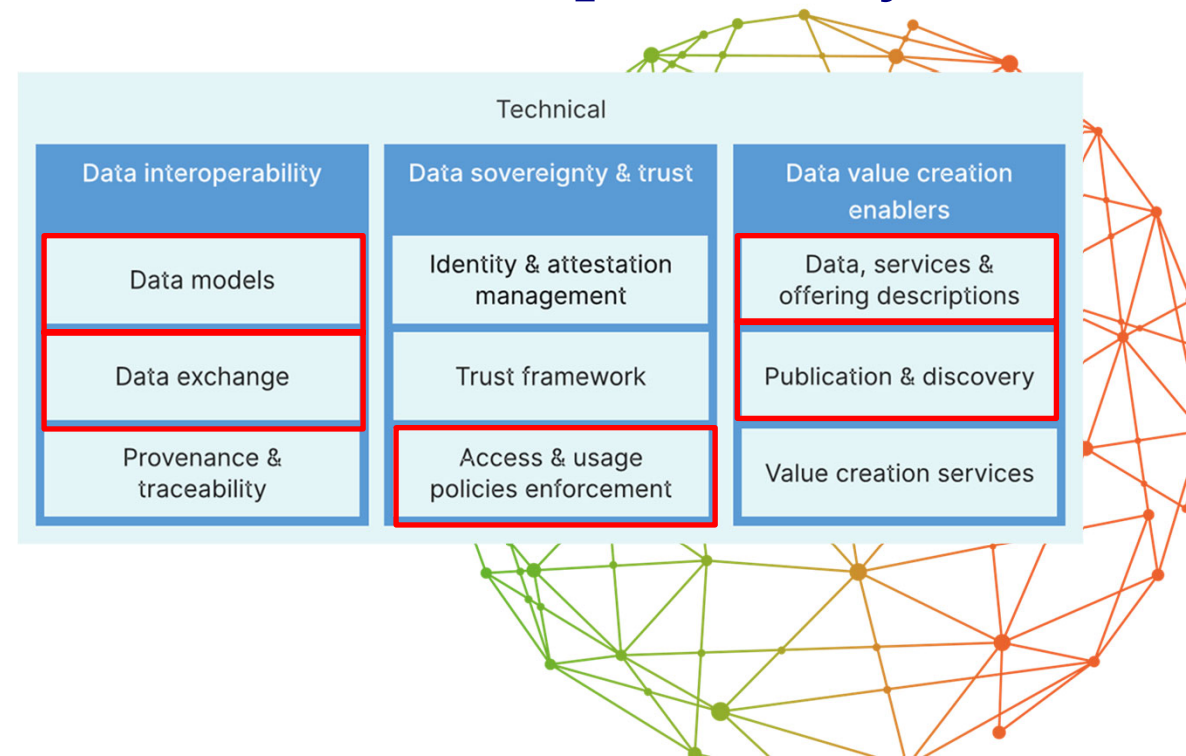 Technical
Data interoperability
Data models
Data exchange
Provenance &
traceability
Data sovereignty & trust
Identity & attestation
management
Trust framework
Access & usage
policies enforcement
Data value creation
enablers
Data, services &
offering descriptions
Publication & discovery
Value creation services